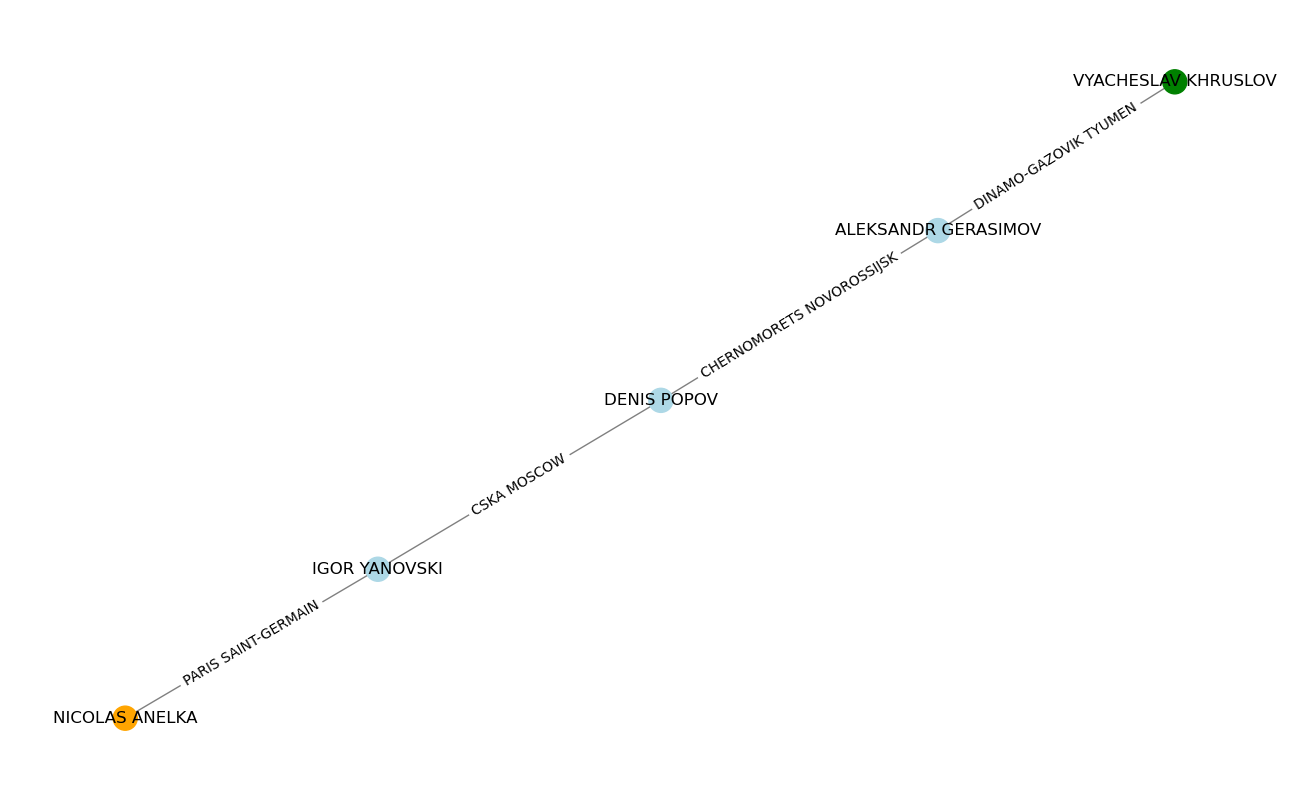 VYACHESLAV KHRUSLOV
DINAMO-GAZOVIK TYUMEN
ALEKSANDR GERASIMOV
CHERNOMORETS NOVOROSSIJSK
DENIS POPOV
CSKA MOSCOW
IGOR YANOVSKI
PARIS SAINT-GERMAIN
NICOLAS ANELKA